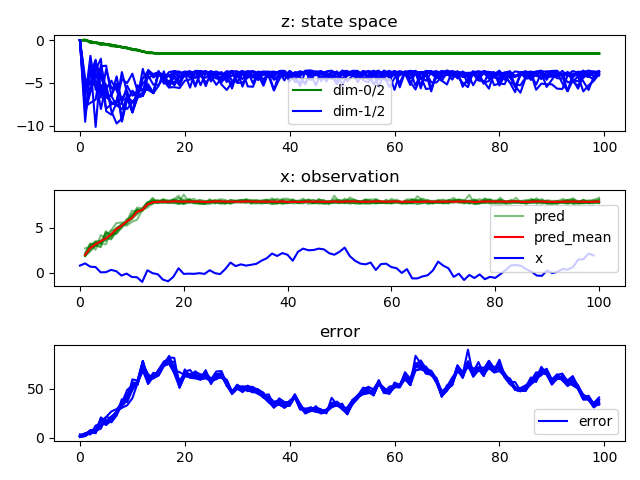 z: state space
0
−5
−10
dim-0/2
dim-1/2
0 20 40 60 80 100
x: observation
5
0
pred
pred_mean
x
0 20 40 60 80 100
error
50
0
error
0 20 40 60 80 100